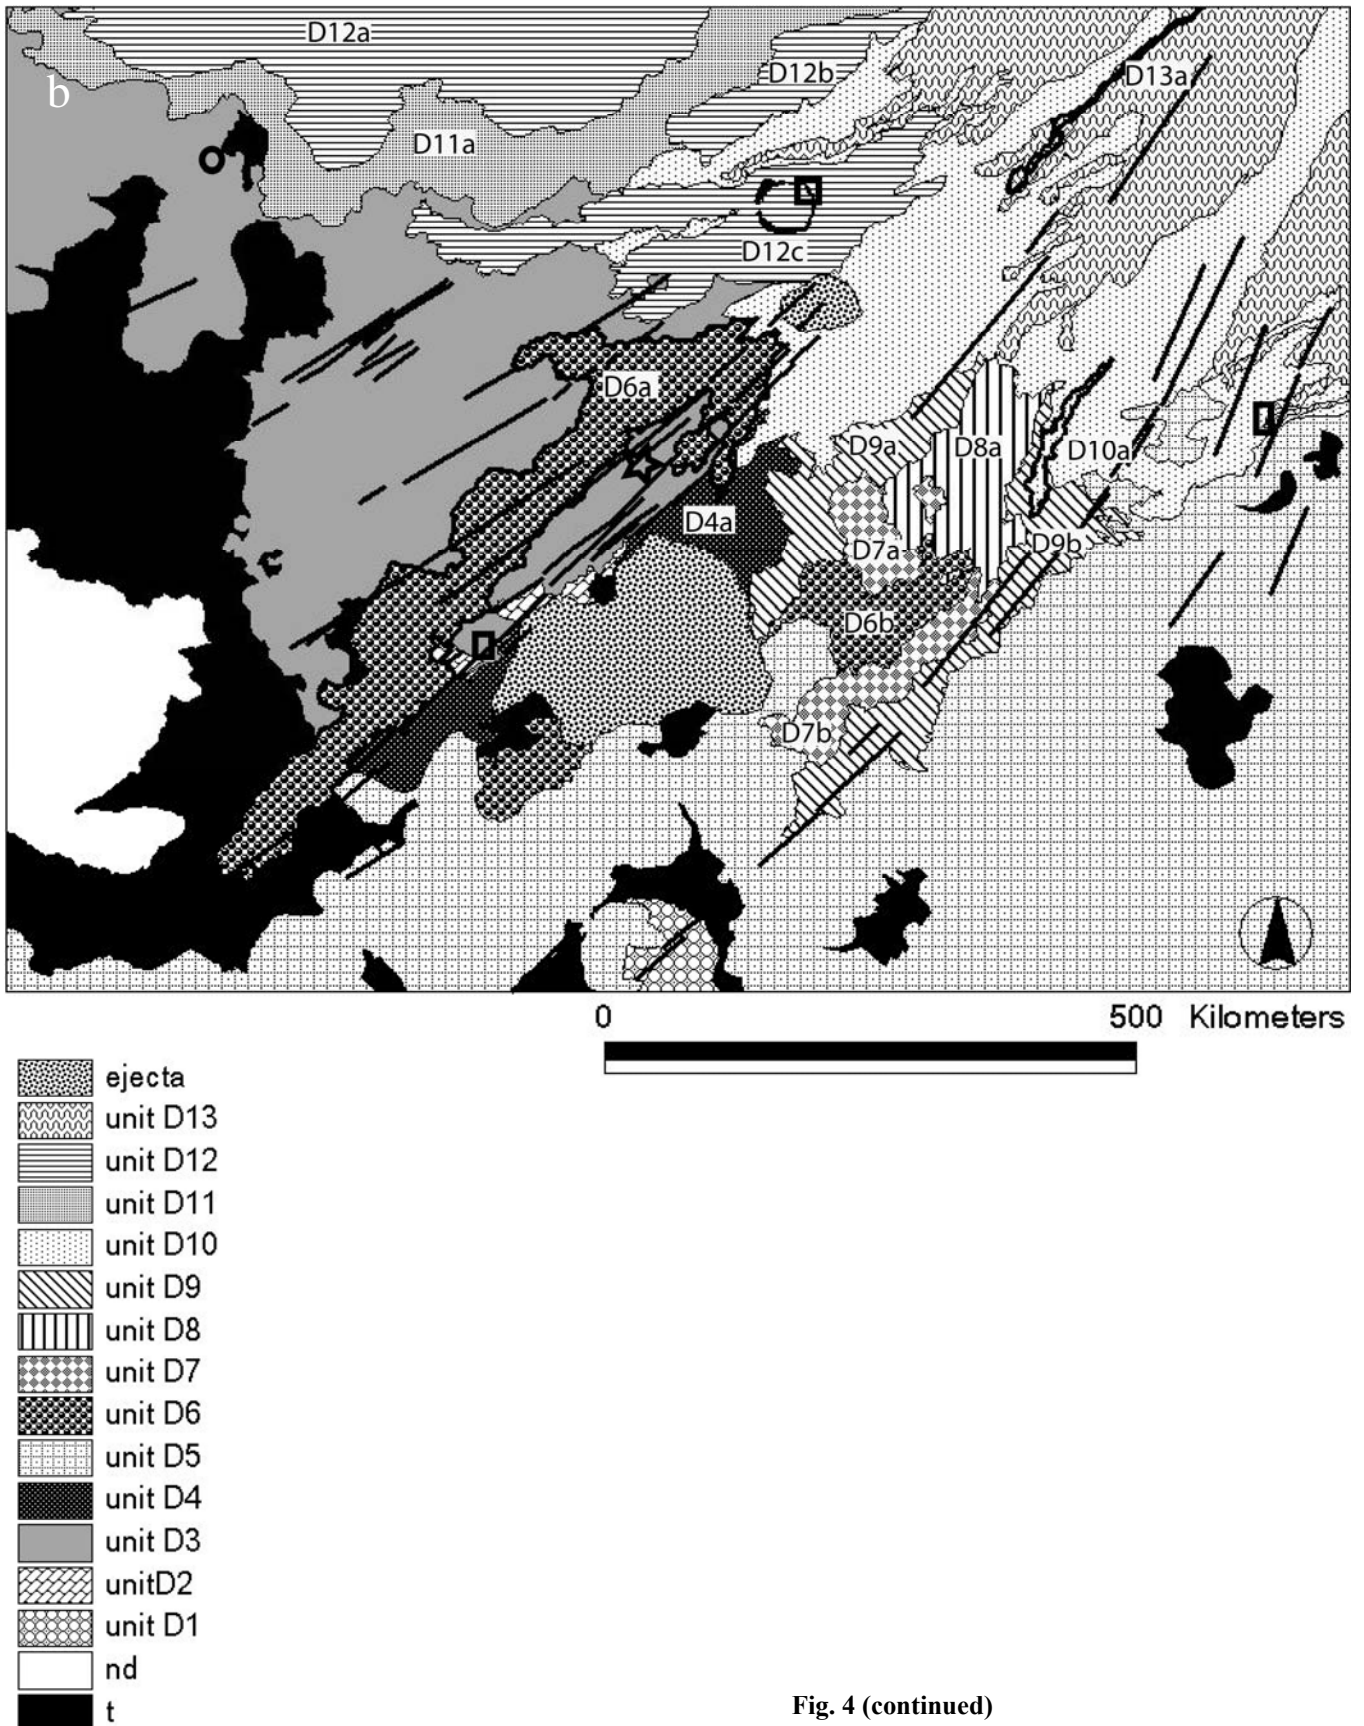 D12a
b
D12b
D13a
D11a
D12c
D6a
D9a
D8a
D10a
D4a
D7a
D9b
D6b
D7b
0 500 Kilometers
ejecta
unit D13
unit D12
unit D11
unit D10
unit D9
unit D8
unit D7
unit D6
unit D5
unit D4
unit D3
unitD2
unit D1
nd
t
Fig. 4 (continued)